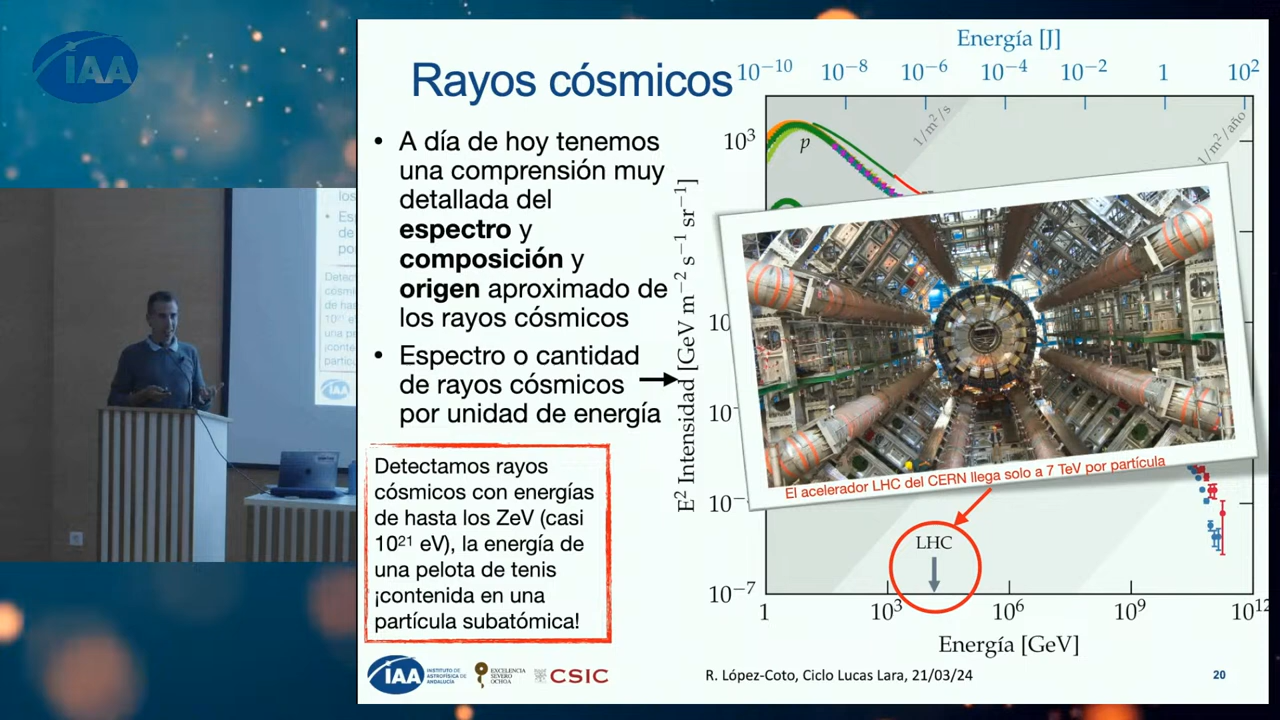 IAA
Rayos cósmicos
• A día de hoy tenemos
una comprensión muy
detallada del
espectro y
composición y
origen aproximado de
los rayos cósmicos
• Espectro o cantidad
de rayos cósmicos
por unidad de energía
Detectamos rayos
cósmicos con energías
de hasta los ZeV (casi
10²¹ eV), la energía de
una pelota de tenis
¡contenida en una
partícula subatómica!
Energía [J]
10⁻¹⁰ 10⁻⁸ 10⁻⁶ 10⁻⁴ 10⁻² 1 10²
1/m²/s
1/m²/año
p
10³
E² Intensidad [GeV m⁻² s⁻¹ sr⁻¹]
El acelerador LHC del CERN llega solo a 7 TeV por partícula
LHC
10⁻⁷
1 10³ 10⁶ 10⁹ 10¹²
Energía [GeV]
IAA
INSTITUTO DE
ASTROFÍSICA DE
ANDALUCÍA
EXCELENCIA
SEVERO
OCHOA
CSIC
R. López-Coto, Ciclo Lucas Lara, 21/03/24
20